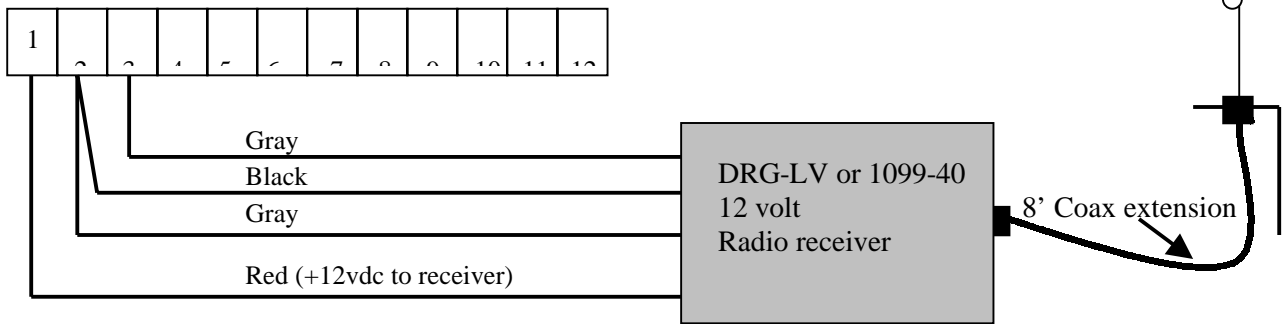 1
Gray
Black
Gray
Red (+12vdc to receiver)
DRG-LV or 1099-40
12 volt
Radio receiver
8’ Coax extension